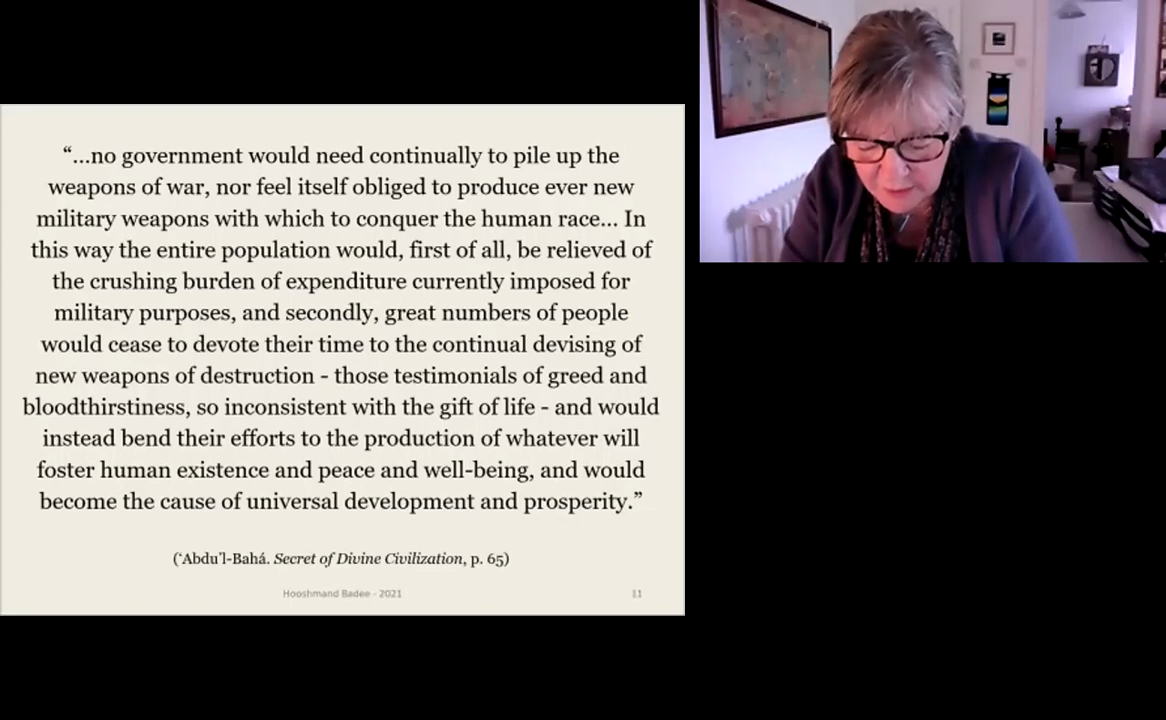 “...no government would need continually to pile up the
weapons of war, nor feel itself obliged to produce ever new
military weapons with which to conquer the human race... In
this way the entire population would, first of all, be relieved of
the crushing burden of expenditure currently imposed for
military purposes, and secondly, great numbers of people
would cease to devote their time to the continual devising of
new weapons of destruction - those testimonials of greed and
bloodthirstiness, so inconsistent with the gift of life - and would
instead bend their efforts to the production of whatever will
foster human existence and peace and well-being, and would
become the cause of universal development and prosperity.”
(‘Abdu’l-Bahá. Secret of Divine Civilization, p. 65)
Hooshmand Badee - 2021
11